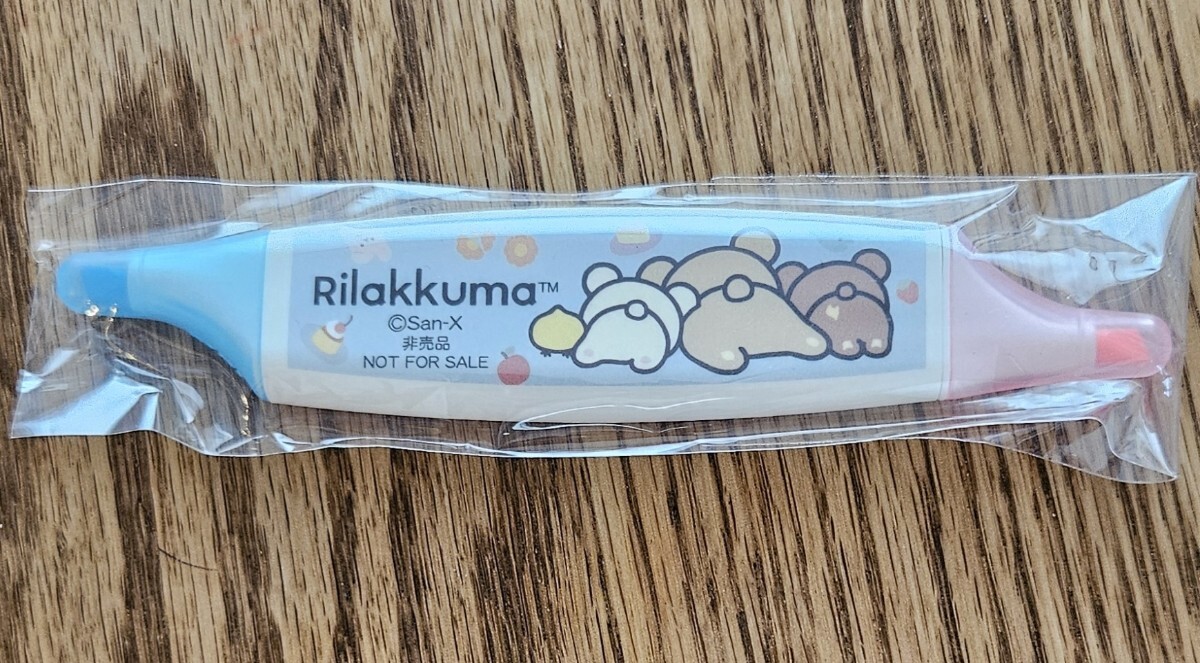 Rilakkuma™
©San-X
非売品
NOT FOR SALE